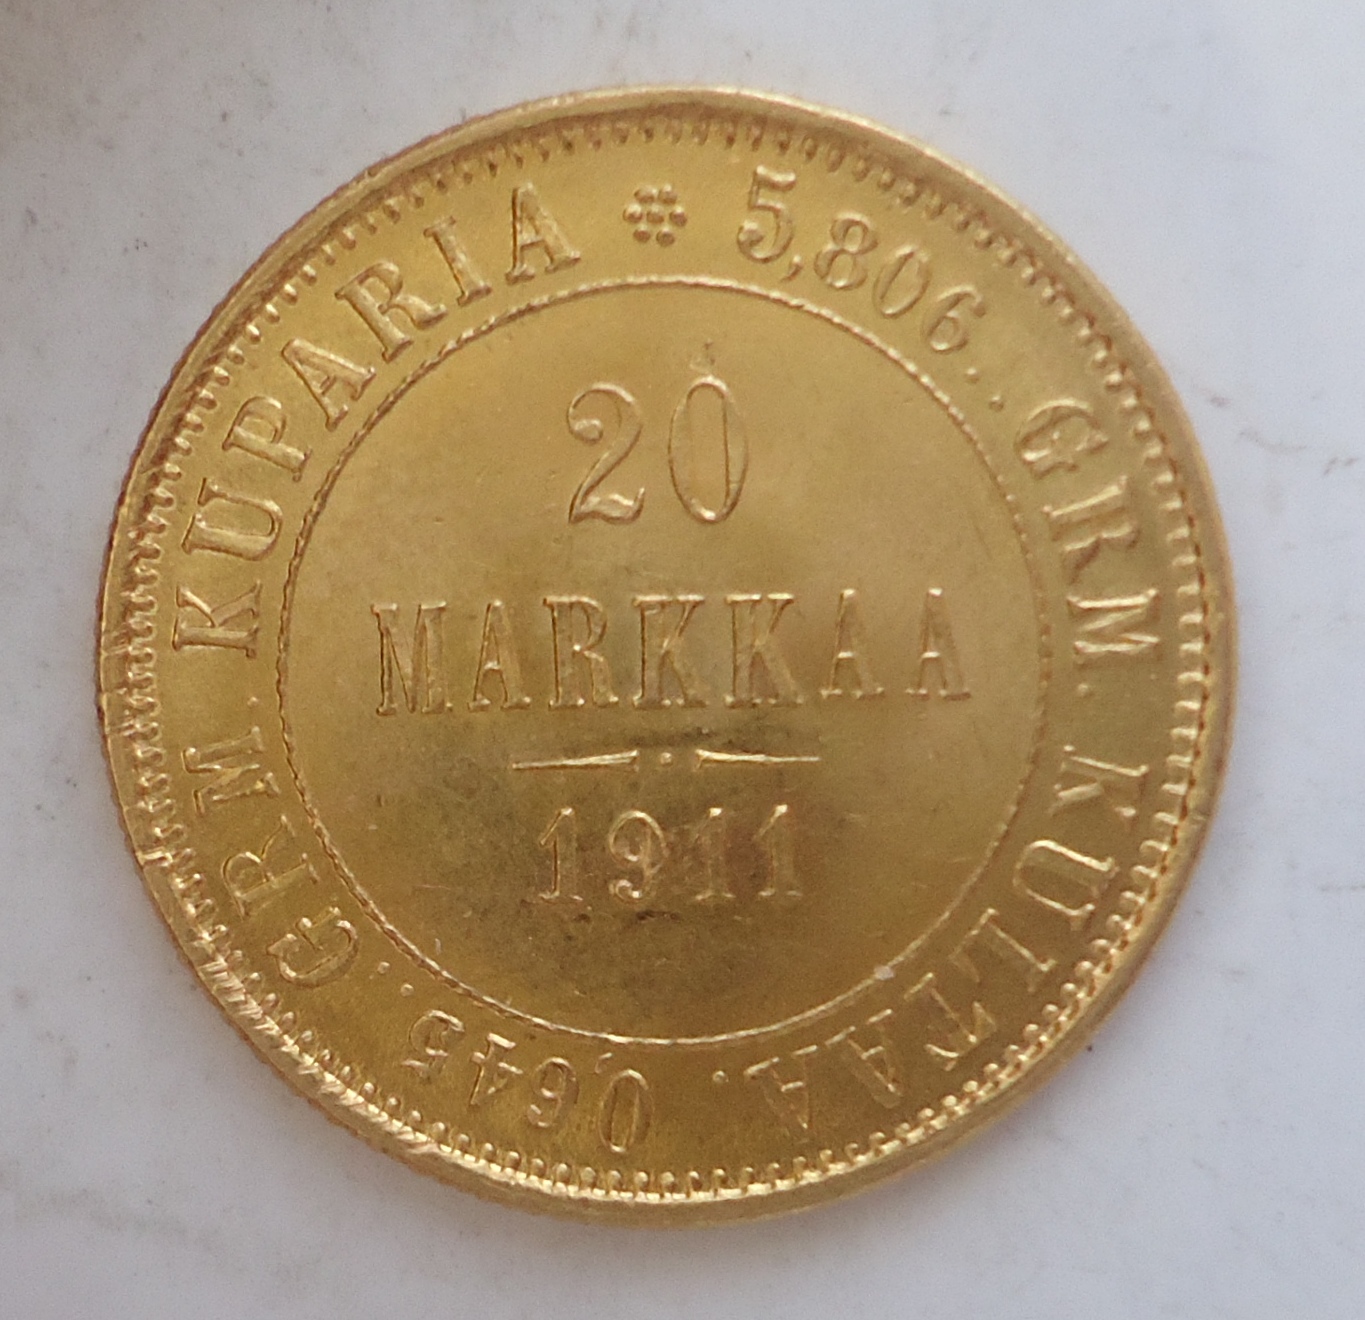 5,806. GRM. KULTAA. 0,645. GRM. KUPARIA
20
MARKKAA
1911